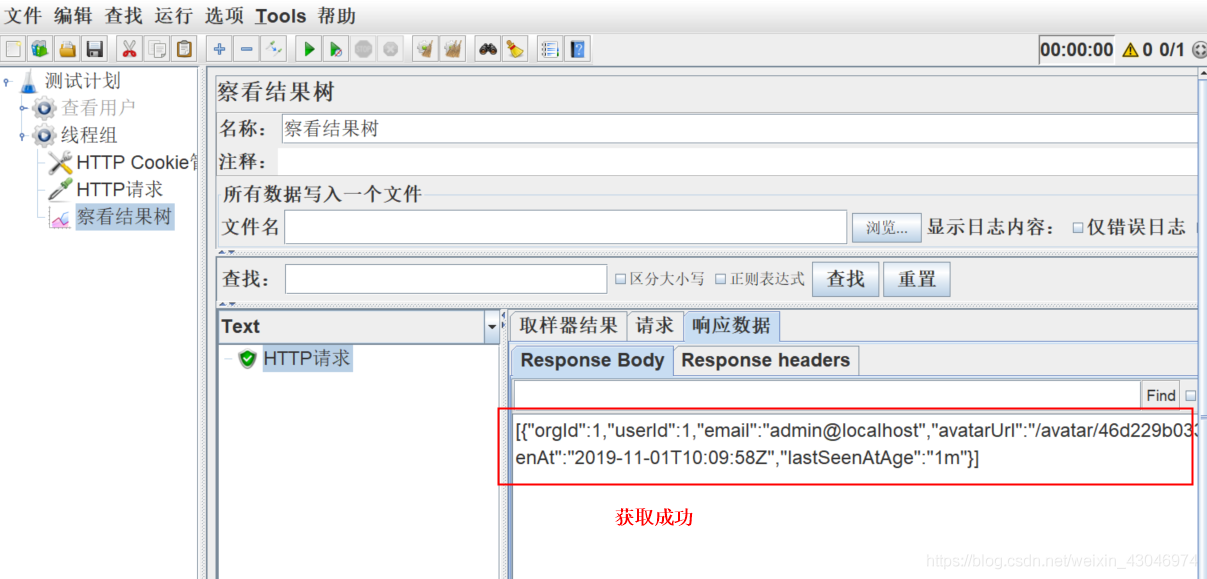 文件 编辑 查找 运行 选项 Tools 帮助
00:00:00 0 0/1
测试计划
查看用户
线程组
HTTP Cookie管
HTTP请求
察看结果树
察看结果树
名称： 察看结果树
注释：
所有数据写入一个文件
文件名 浏览... 显示日志内容： 仅错误日志
查找： 区分大小写 正则表达式 查找 重置
Text
HTTP请求
取样器结果 请求 响应数据
Response Body Response headers
Find
[{"orgId":1,"userId":1,"email":"admin@localhost","avatarUrl":"/avatar/46d229b033
enAt":"2019-11-01T10:09:58Z","lastSeenAtAge":"1m"}]
获取成功
https://blog.csdn.net/weixin_43046974